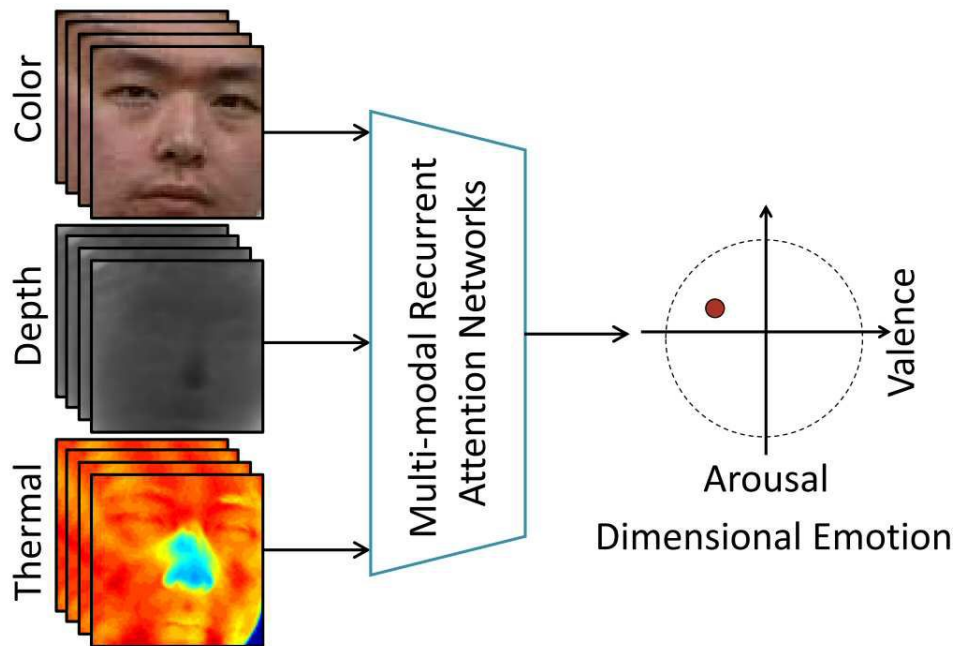 Color
Depth
Thermal
Multi-modal Recurrent
Attention Networks
Valence
Arousal
Dimensional Emotion